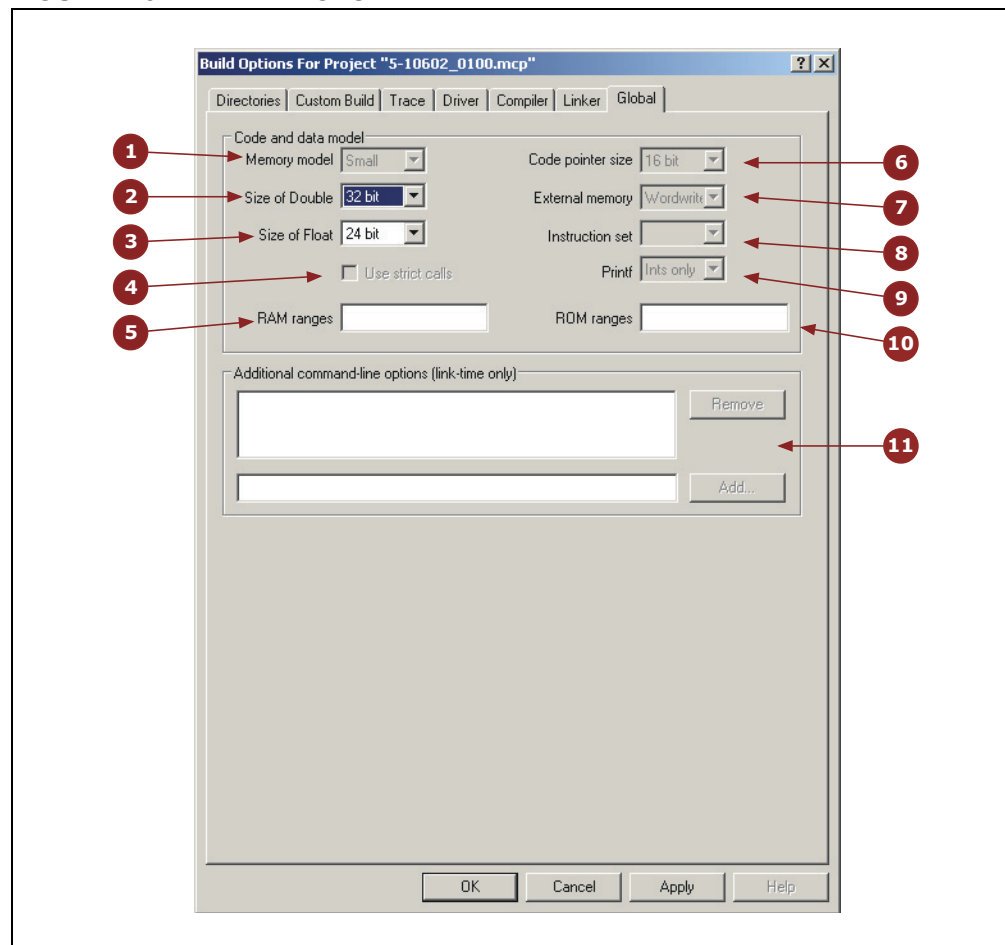 Build Options For Project "5-10602_0100.mcp"
Directories Custom Build Trace Driver Compiler Linker Global
Code and data model
1 Memory model Small Code pointer size 16 bit 6
2 Size of Double 32 bit External memory Wordwrite 7
3 Size of Float 24 bit Instruction set 8
4 Use strict calls Printf Ints only 9
5 RAM ranges ROM ranges 10
Additional command-line options (link-time only)
Remove
11
Add...
OK Cancel Apply Help